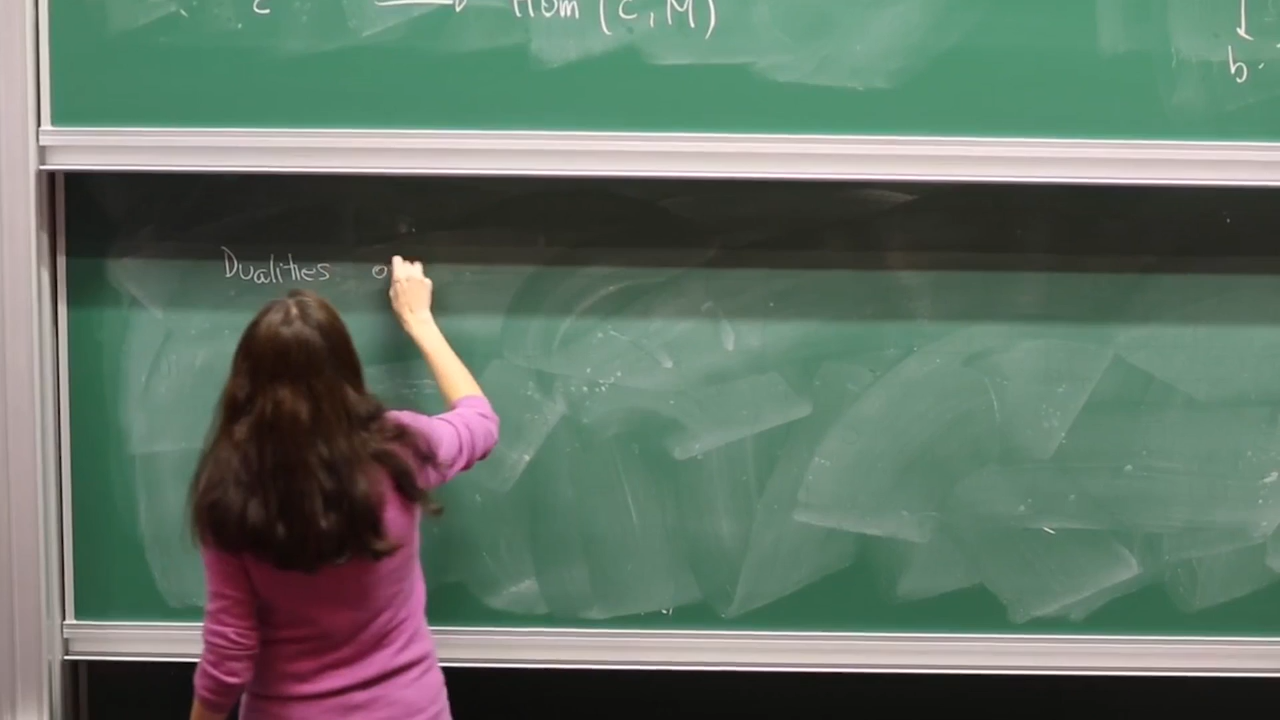 c → Hom (C, M)
b.
Dualities o